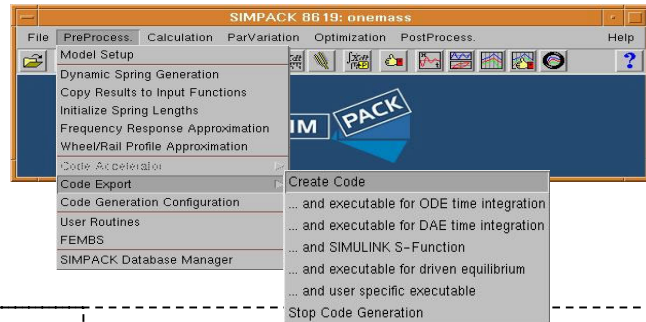 SIMPACK 8619: onemass
File PreProcess. Calculation ParVariation Optimization PostProcess. Help
Model Setup
Dynamic Spring Generation
Copy Results to Input Functions
Initialize Spring Lengths
Frequency Response Approximation
Wheel/Rail Profile Approximation
Code Accelerator
Code Export
Code Generation Configuration
User Routines
FEMBS
SIMPACK Database Manager
IM PACK
?
Create Code
... and executable for ODE time integration
... and executable for DAE time integration
... and SIMULINK S-Function
... and executable for driven equilibrium
... and user specific executable
Stop Code Generation